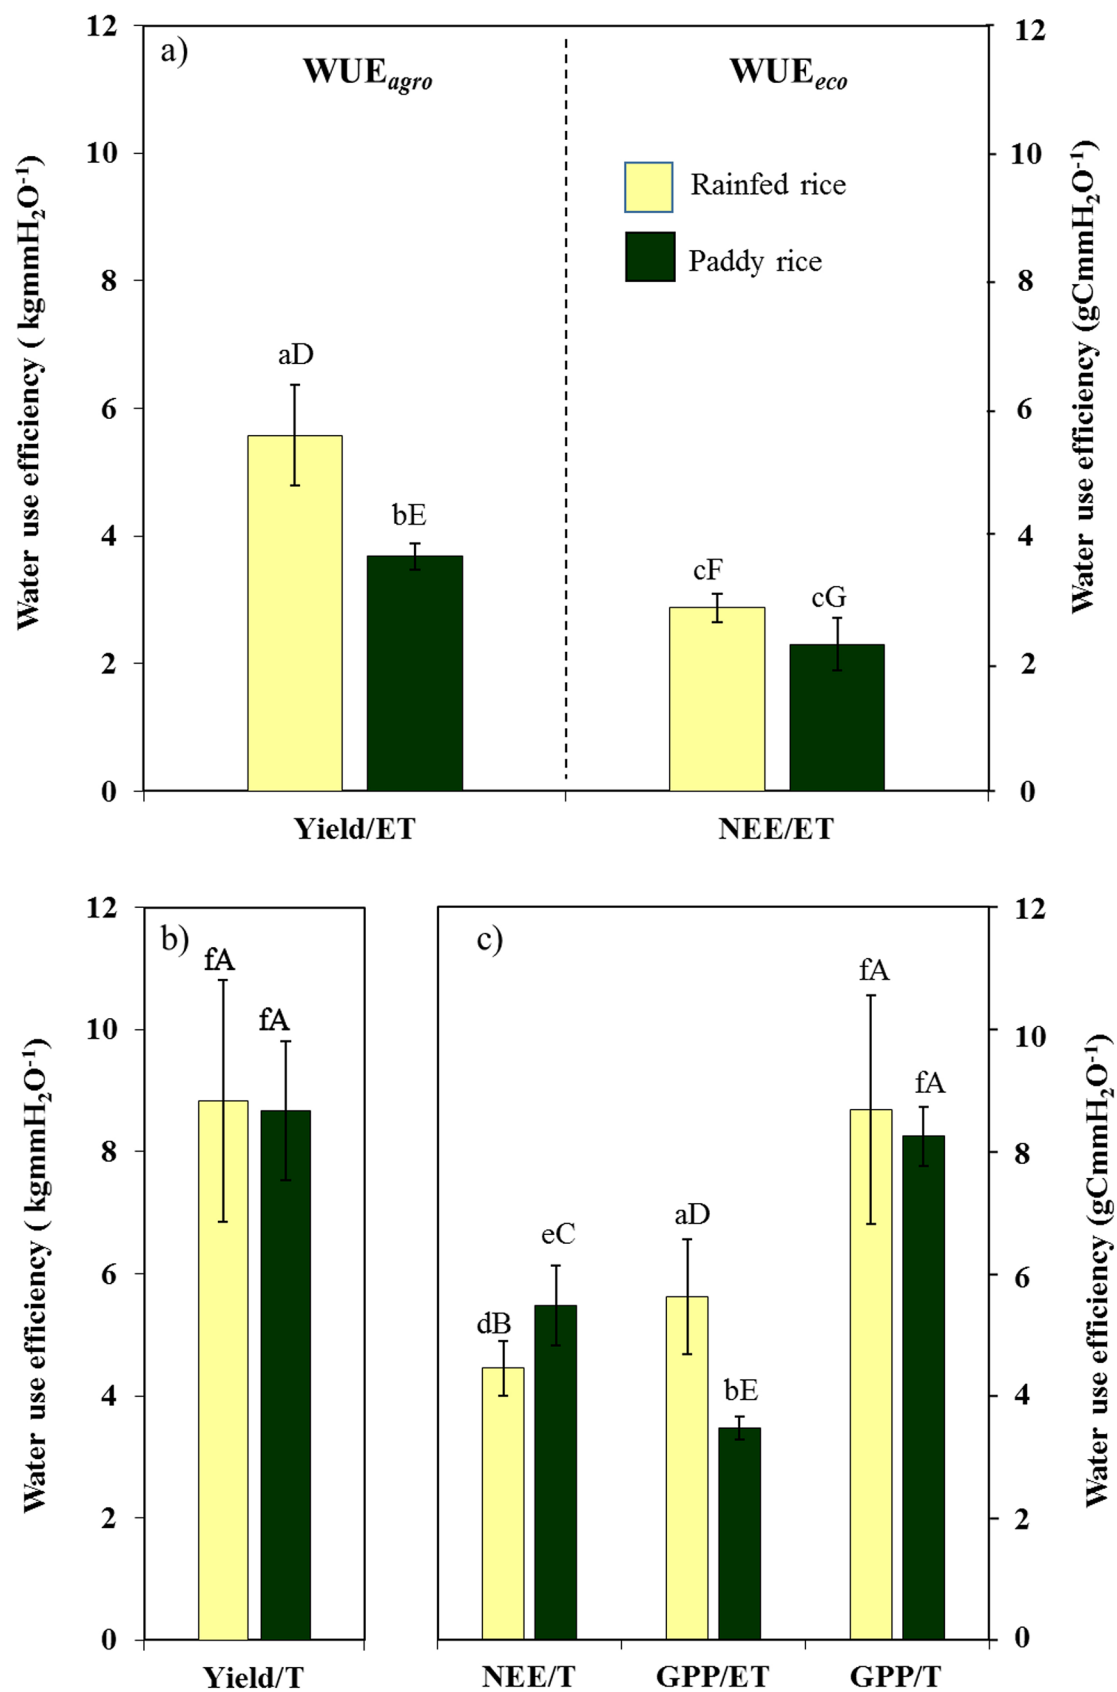 a)
WUEagro
WUEeco
Rainfed rice
Paddy rice
Water use efficiency ( kgmmH₂O⁻¹)
12
10
8
6
4
2
0
aD
bE
cF
cG
12
10
8
6
4
2
0
Water use efficiency (gCmmH₂O⁻¹)
Yield/ET
NEE/ET
b)
Water use efficiency ( kgmmH₂O⁻¹)
12
10
8
6
4
2
0
fA
fA
Yield/T
c)
dB
eC
aD
bE
fA
fA
12
10
8
6
4
2
0
Water use efficiency (gCmmH₂O⁻¹)
NEE/T
GPP/ET
GPP/T